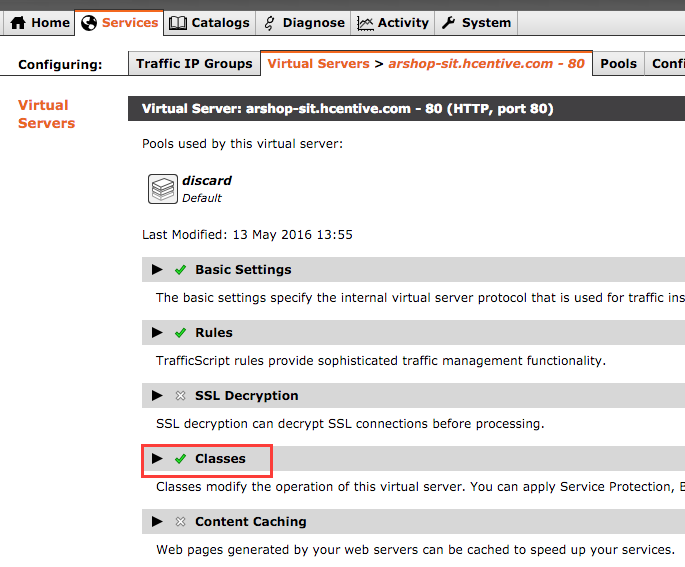 Home Services Catalogs Diagnose Activity System
Configuring: Traffic IP Groups Virtual Servers > arshop-sit.hcentive.com - 80 Pools Confi
Virtual
Servers
Virtual Server: arshop-sit.hcentive.com - 80 (HTTP, port 80)
Pools used by this virtual server:
discard
Default
Last Modified: 13 May 2016 13:55
Basic Settings
The basic settings specify the internal virtual server protocol that is used for traffic ins
Rules
TrafficScript rules provide sophisticated traffic management functionality.
SSL Decryption
SSL decryption can decrypt SSL connections before processing.
Classes
Classes modify the operation of this virtual server. You can apply Service Protection, B
Content Caching
Web pages generated by your web servers can be cached to speed up your services.